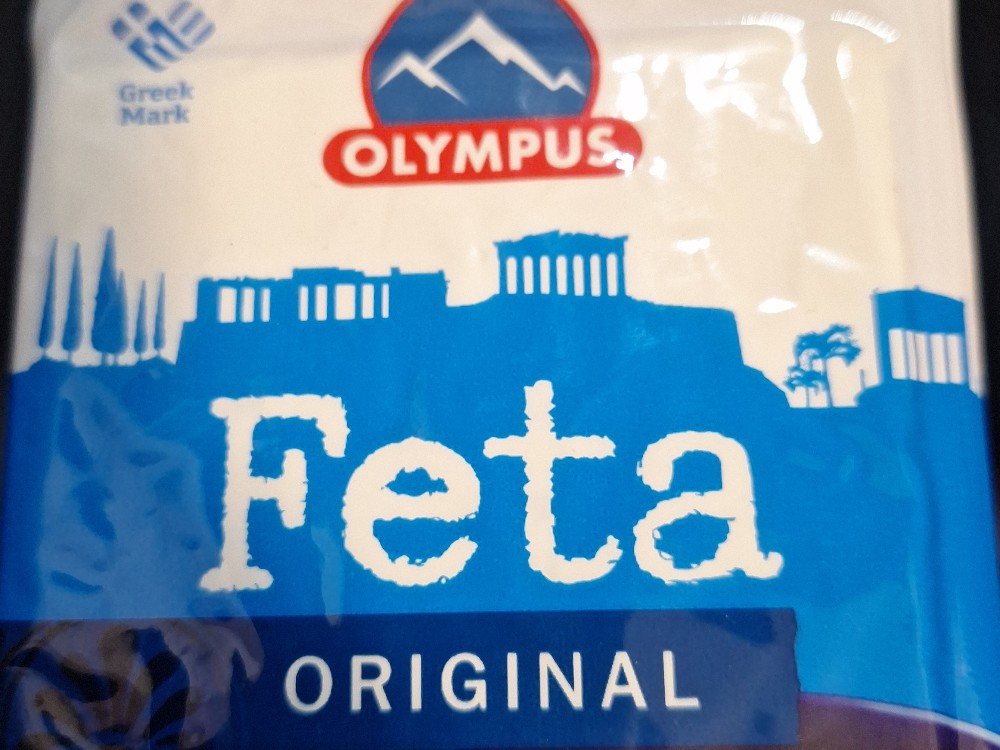 Greek
Mark
OLYMPUS
Feta
ORIGINAL